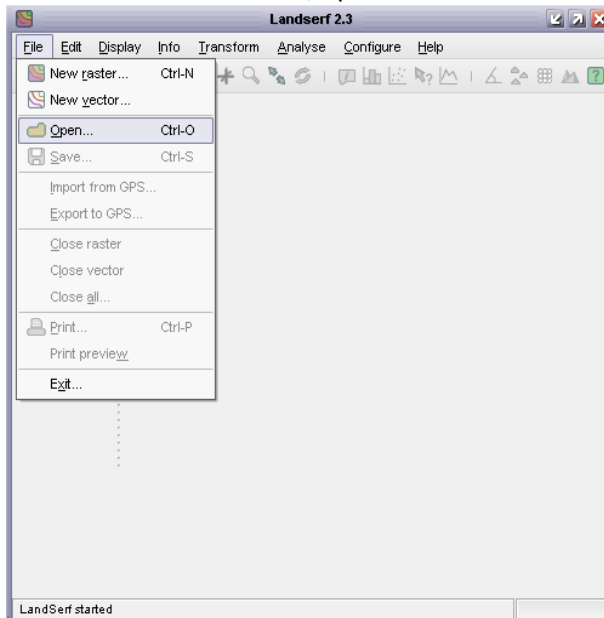 Landserf 2.3
File Edit Display Info Transform Analyse Configure Help
New raster... Ctrl-N
New vector...
Open... Ctrl-O
Save... Ctrl-S
Import from GPS...
Export to GPS...
Close raster
Close vector
Close all...
Print... Ctrl-P
Print preview
Exit...
LandSerf started